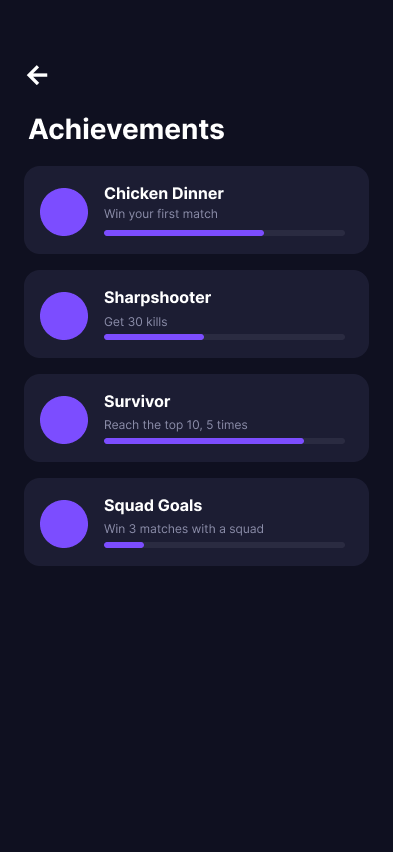 Achievements
Chicken Dinner
Win your first match
Sharpshooter
Get 30 kills
Survivor
Reach the top 10, 5 times
Squad Goals
Win 3 matches with a squad